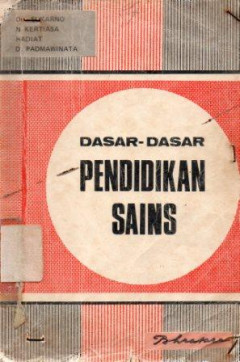 N KERTIASA
HADIAT
D PADMAWINATA
DASAR-DASAR
PENDIDIKAN
SAINS